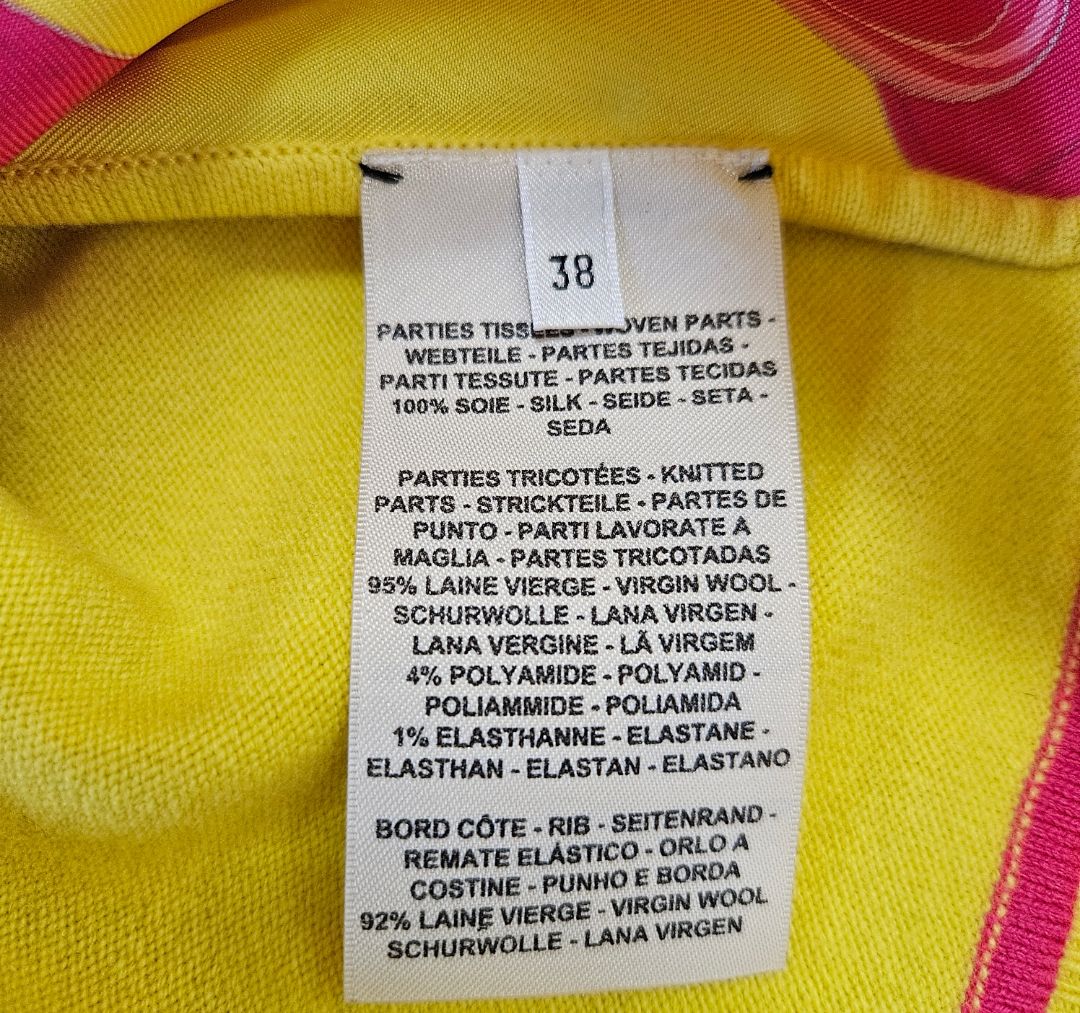 38
PARTIES TISSÉES - WOVEN PARTS -
WEBTEILE - PARTES TEJIDAS -
PARTI TESSUTE - PARTES TECIDAS
100% SOIE - SILK - SEIDE - SETA -
SEDA
PARTIES TRICOTÉES - KNITTED
PARTS - STRICKTEILE - PARTES DE
PUNTO - PARTI LAVORATE A
MAGLIA - PARTES TRICOTADAS
95% LAINE VIERGE - VIRGIN WOOL -
SCHURWOLLE - LANA VIRGEN -
LANA VERGINE - LÃ VIRGEM
4% POLYAMIDE - POLYAMID -
POLIAMMIDE - POLIAMIDA
1% ELASTHANNE - ELASTANE -
ELASTHAN - ELASTAN - ELASTANO
BORD CÔTE - RIB - SEITENRAND -
REMATE ELÁSTICO - ORLO A
COSTINE - PUNHO E BORDA
92% LAINE VIERGE - VIRGIN WOOL
SCHURWOLLE - LANA VIRGEN